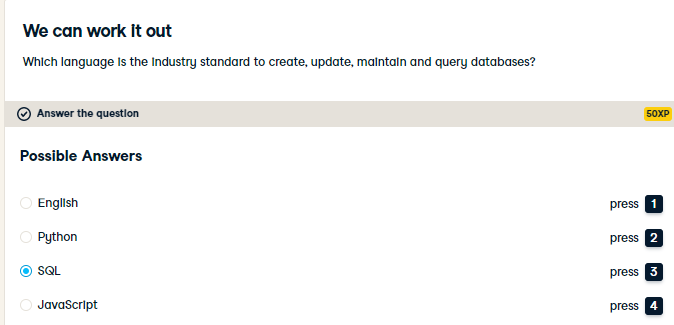 We can work it out
Which language is the industry standard to create, update, maintain and query databases?
Answer the question 50XP
Possible Answers
English press 1
Python press 2
SQL press 3
JavaScript press 4